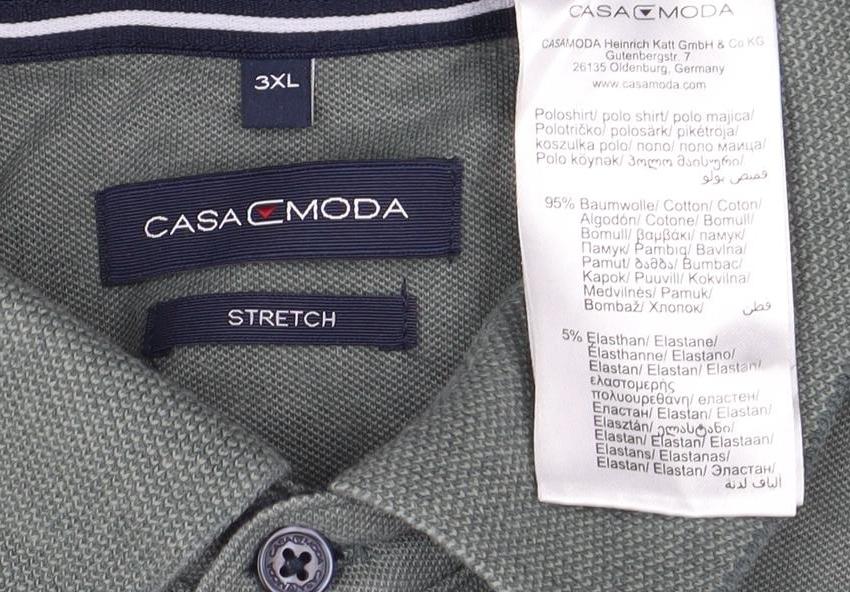 3XL
CASA MODA
STRETCH
CASA MODA
CASAMODA Heinrich Katt GmbH & Co KG
Gutenbergstr. 7
26135 Oldenburg, Germany
www.casamoda.com
Poloshirt/ polo shirt/ polo majica/
Polotričko/ polosárk/ pikétröja/
koszulka polo/ поло/ поло маица/
Polo köynək/ პოლო მაისური/
قميص بولو
95% Baumwolle/ Cotton/ Coton/
Algodón/ Cotone/ Bomull/
Bomull/ βαμβάκι/ памук/
Памук/ Pambiq/ Bavlna/
Pamut/ ბამბა/ Bumbac/
Kapok/ Puuvill/ Kokvilna/
Medvilnės/ Pamuk/
Bombaž/ Хлопок/ قطن
5% Elasthan/ Elastane/
Élasthanne/ Elastano/
Elastan/ Elastan/ Elastan/
ελαστομερής
πολυουρεθάνη/ еластен/
Еластан/ Elastan/ Elastan/
Elasztán/ ელასტანი/
Elastan/ Elastan/ Elastaan/
Elastans/ Elastanas/
Elastan/ Elastan/ Эластан/
ألياف لدنة